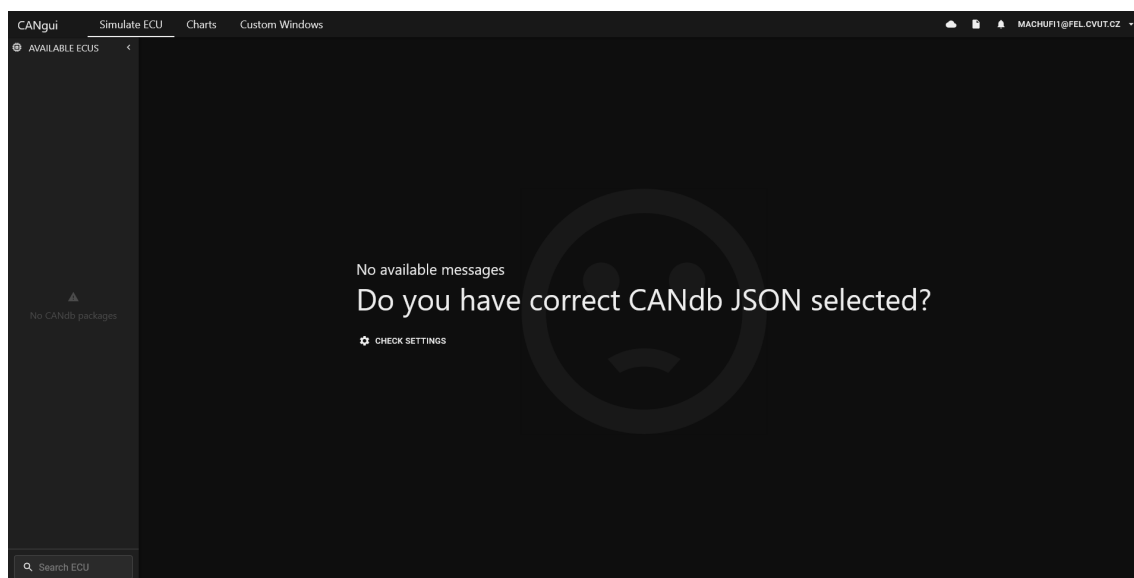 CANgui Simulate ECU Charts Custom Windows MACHUFI1@FEL.CVUT.CZ
AVAILABLE ECUS
No CANdb packages
No available messages
Do you have correct CANdb JSON selected?
CHECK SETTINGS
Search ECU